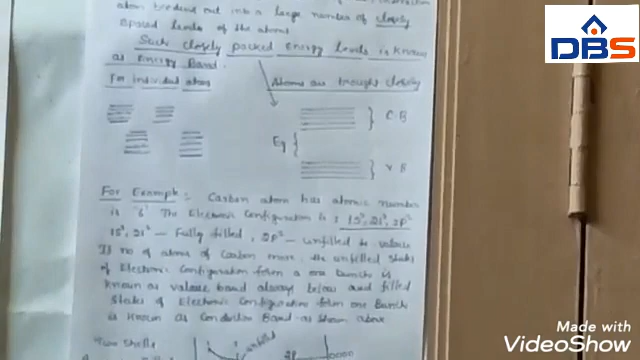 atom broadens out into a large number of closely
spaced levels of the atoms
Such closely packed Energy levels is known
as Energy Band.
For individual atoms
Atoms are brought closely
C.B
Eg
V.B
For Example :- Carbon atom has atomic number
is '6' The Electronic Configuration is : 1S², 2S², 2P²
1S², 2S² — Fully filled, 2P² — unfilled
If no of atoms of Carbon more, the unfilled states
of Electronic Configuration form a one bunch is
known as valance band always below and filled
states of Electronic Configuration form one Bunch
is known as Conduction Band as shown above
Two Shells
unfilled
DBS
Made with
VideoShow